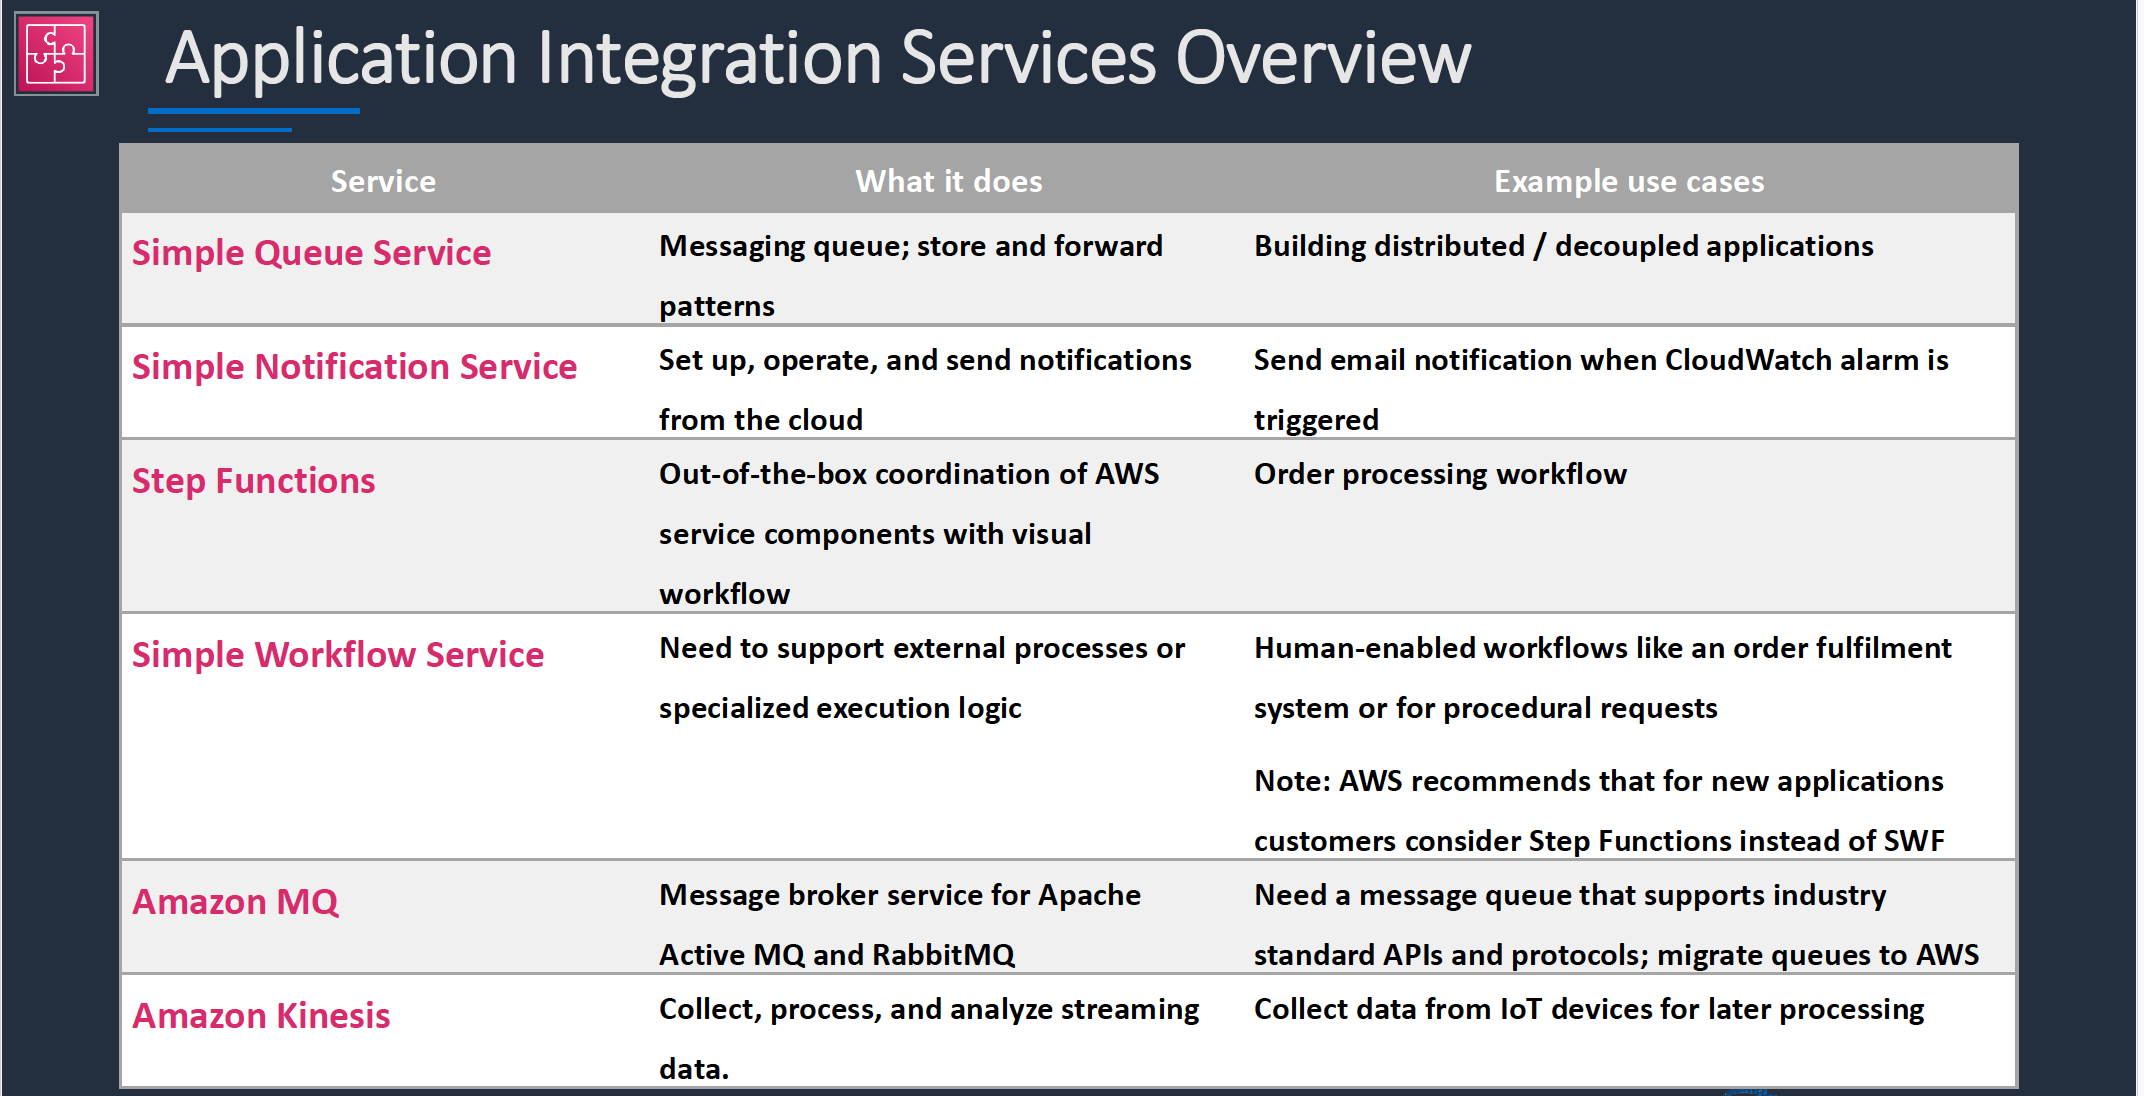 Application Integration Services Overview
Service
What it does
Example use cases
Simple Queue Service
Messaging queue; store and forward
patterns
Building distributed / decoupled applications
Simple Notification Service
Set up, operate, and send notifications
from the cloud
Send email notification when CloudWatch alarm is
triggered
Step Functions
Out-of-the-box coordination of AWS
service components with visual
workflow
Order processing workflow
Simple Workflow Service
Need to support external processes or
specialized execution logic
Human-enabled workflows like an order fulfilment
system or for procedural requests
Note: AWS recommends that for new applications
customers consider Step Functions instead of SWF
Amazon MQ
Message broker service for Apache
Active MQ and RabbitMQ
Need a message queue that supports industry
standard APIs and protocols; migrate queues to AWS
Amazon Kinesis
Collect, process, and analyze streaming
data.
Collect data from IoT devices for later processing